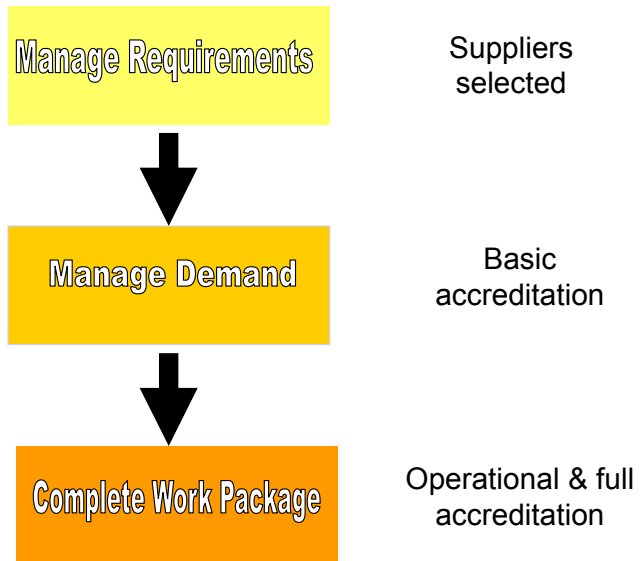 Manage Requirements
Suppliers
selected
Manage Demand
Basic
accreditation
Complete Work Package
Operational & full
accreditation